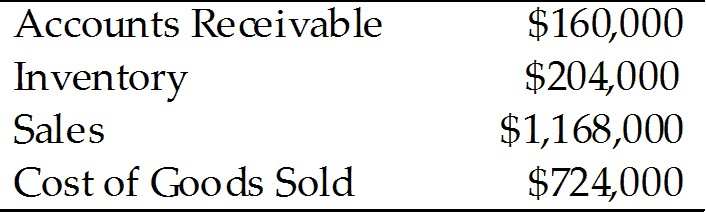 Accounts Receivable $160,000
Inventory $204,000
Sales $1,168,000
Cost of Goods Sold $724,000